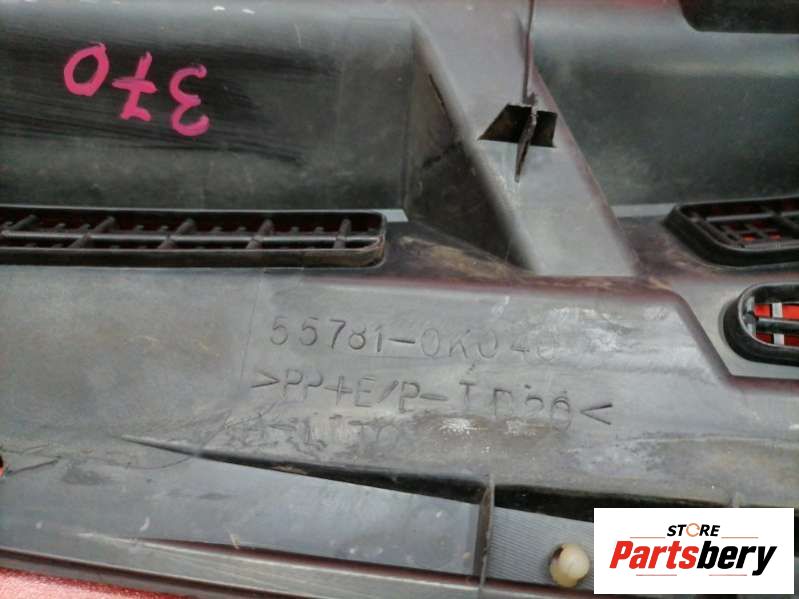 370
55781-0K040
>PP+E/P-TD20<
STORE
Partsbery